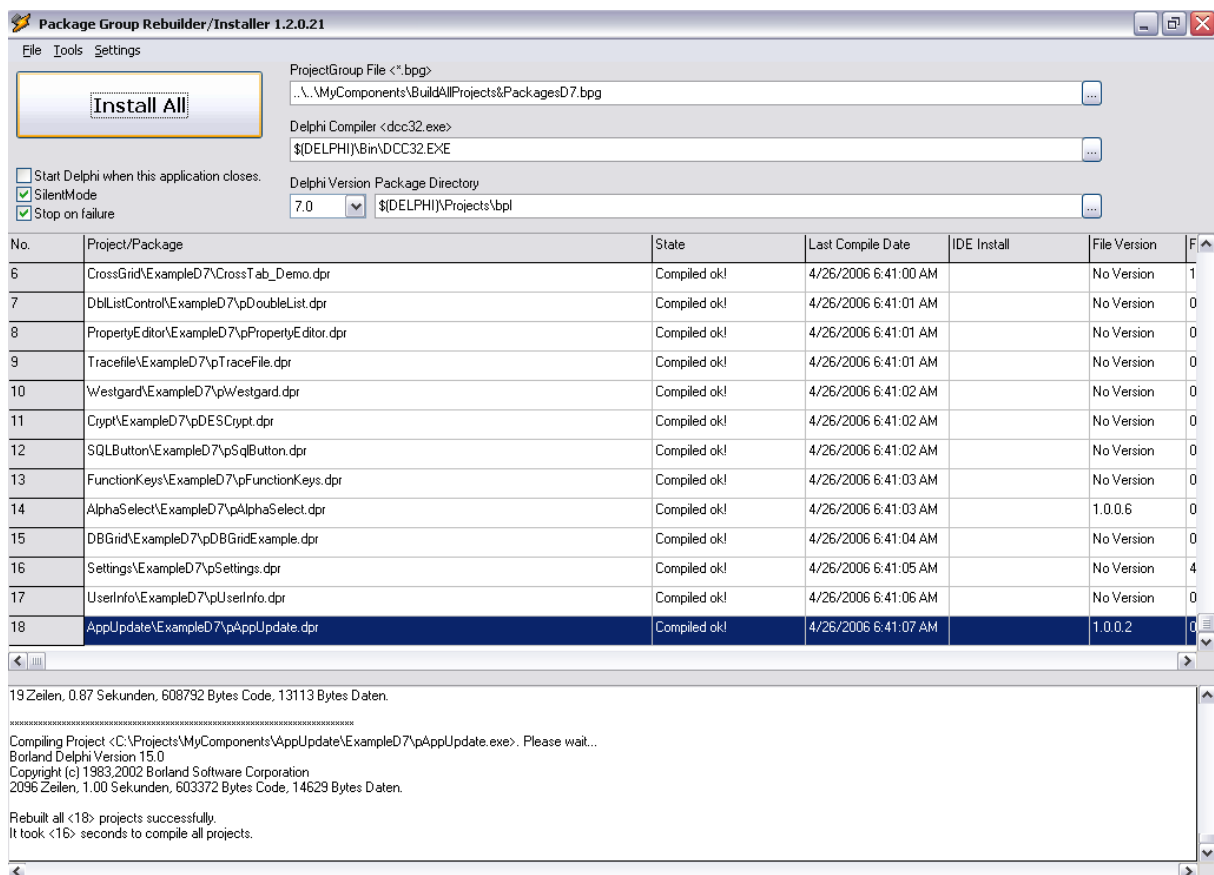 Package Group Rebuilder/Installer 1.2.0.21
File Tools Settings
Install All
ProjectGroup File <*.bpg>
..\..\MyComponents\BuildAllProjects&PackagesD7.bpg
...
Delphi Compiler <dcc32.exe>
$(DELPHI)\Bin\DCC32.EXE
...
Start Delphi when this application closes.
SilentMode
Stop on failure
Delphi Version Package Directory
7.0 $(DELPHI)\Projects\bpl
...
No. Project/Package State Last Compile Date IDE Install File Version F
6 CrossGrid\ExampleD7\CrossTab_Demo.dpr Compiled ok! 4/26/2006 6:41:00 AM No Version 1
7 DblListControl\ExampleD7\pDoubleList.dpr Compiled ok! 4/26/2006 6:41:01 AM No Version 0
8 PropertyEditor\ExampleD7\pPropertyEditor.dpr Compiled ok! 4/26/2006 6:41:01 AM No Version 0
9 Tracefile\ExampleD7\pTraceFile.dpr Compiled ok! 4/26/2006 6:41:01 AM No Version 0
10 Westgard\ExampleD7\pWestgard.dpr Compiled ok! 4/26/2006 6:41:02 AM No Version 0
11 Crypt\ExampleD7\pDESCrypt.dpr Compiled ok! 4/26/2006 6:41:02 AM No Version 0
12 SQLButton\ExampleD7\pSqlButton.dpr Compiled ok! 4/26/2006 6:41:02 AM No Version 0
13 FunctionKeys\ExampleD7\pFunctionKeys.dpr Compiled ok! 4/26/2006 6:41:03 AM No Version 0
14 AlphaSelect\ExampleD7\pAlphaSelect.dpr Compiled ok! 4/26/2006 6:41:03 AM 1.0.0.6 0
15 DBGrid\ExampleD7\pDBGridExample.dpr Compiled ok! 4/26/2006 6:41:04 AM No Version 0
16 Settings\ExampleD7\pSettings.dpr Compiled ok! 4/26/2006 6:41:05 AM No Version 4
17 UserInfo\ExampleD7\pUserInfo.dpr Compiled ok! 4/26/2006 6:41:06 AM No Version 0
18 AppUpdate\ExampleD7\pAppUpdate.dpr Compiled ok! 4/26/2006 6:41:07 AM 1.0.0.2 0
19 Zeilen, 0.87 Sekunden, 608792 Bytes Code, 13113 Bytes Daten.
Compiling Project <C:\Projects\MyComponents\AppUpdate\ExampleD7\pAppUpdate.exe>. Please wait...
Borland Delphi Version 15.0
Copyright (c) 1983,2002 Borland Software Corporation
2096 Zeilen, 1.00 Sekunden, 603372 Bytes Code, 14629 Bytes Daten.
Rebuilt all <18> projects successfully.
It took <16> seconds to compile all projects.